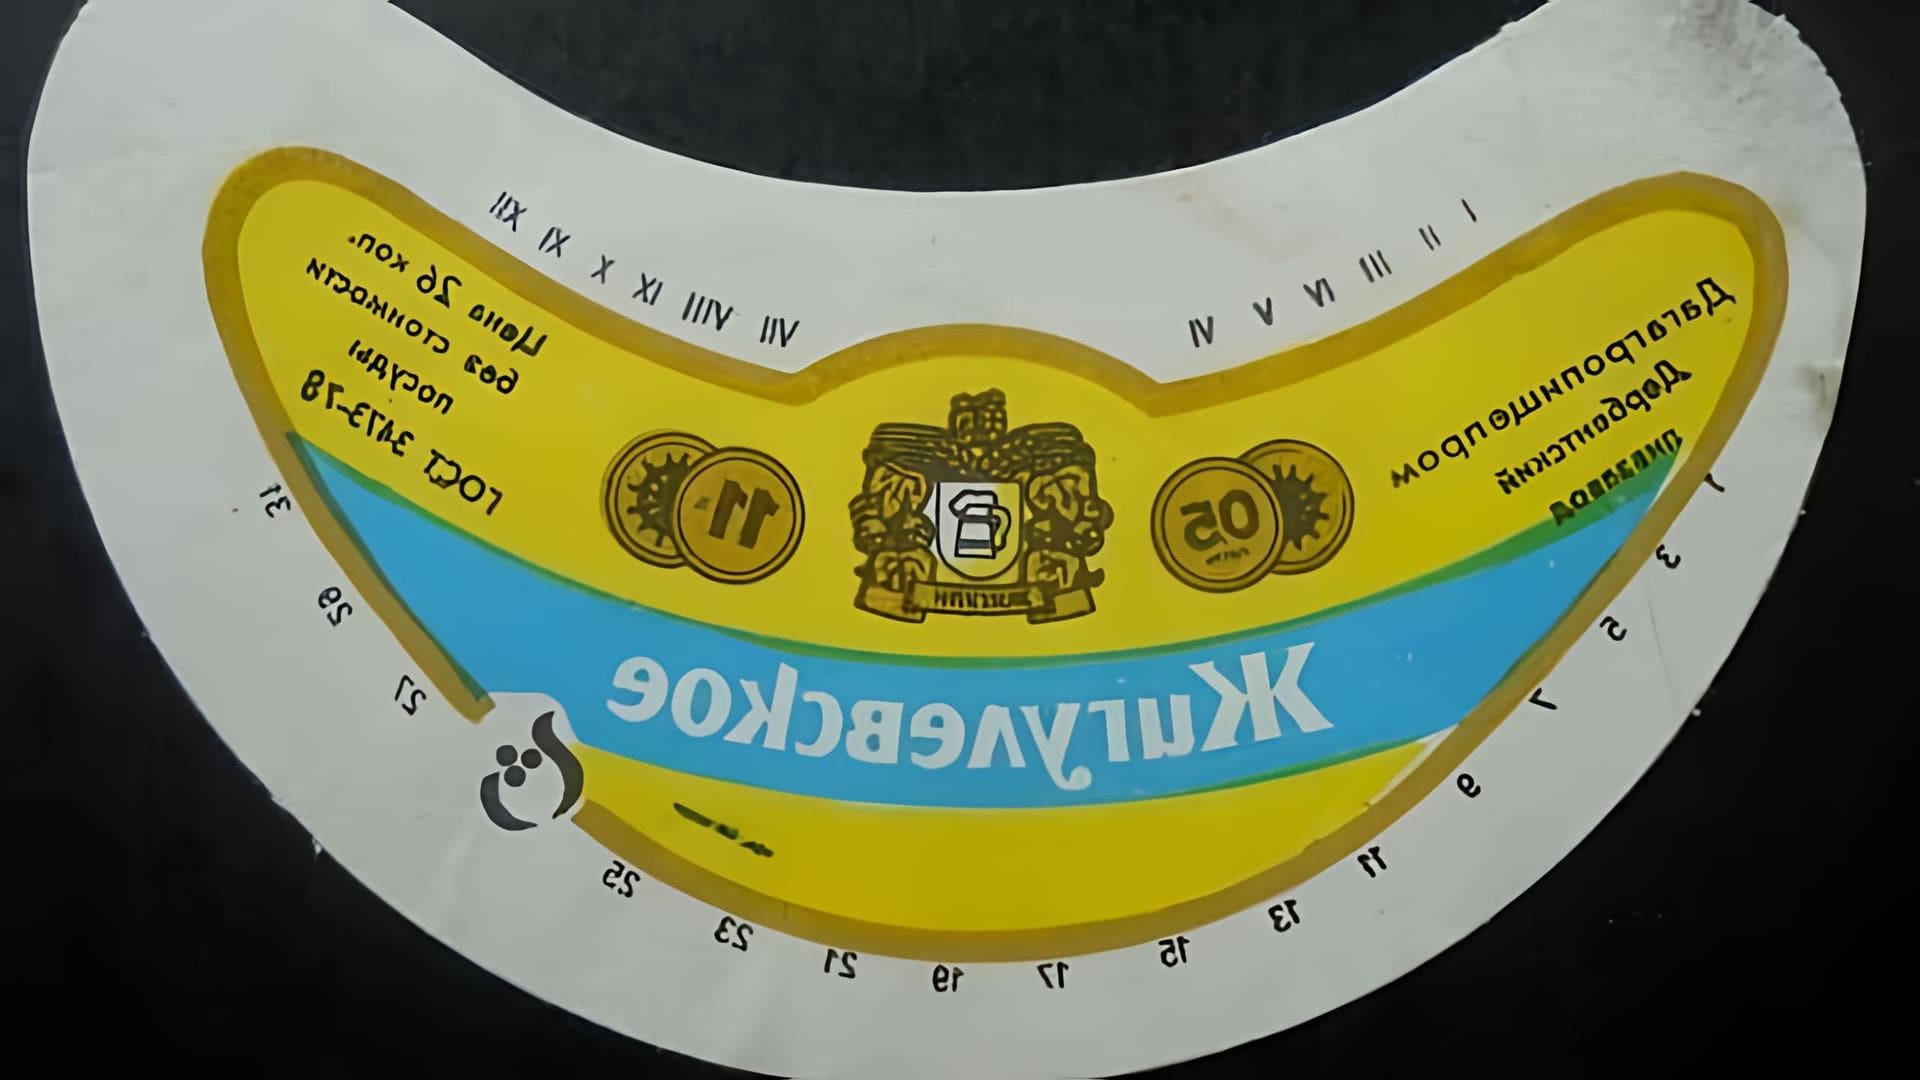 I II III IV V VI VII VIII IX X XI XII
Дагагропищепром
Дербентский
пивзавод
Цена 26 коп.
без стоимости
посуды
ГОСТ 3473-78
05
11
Жигулевское
1 3 5 7 9 11 13 15 17 19 21 23 25 27 29 31